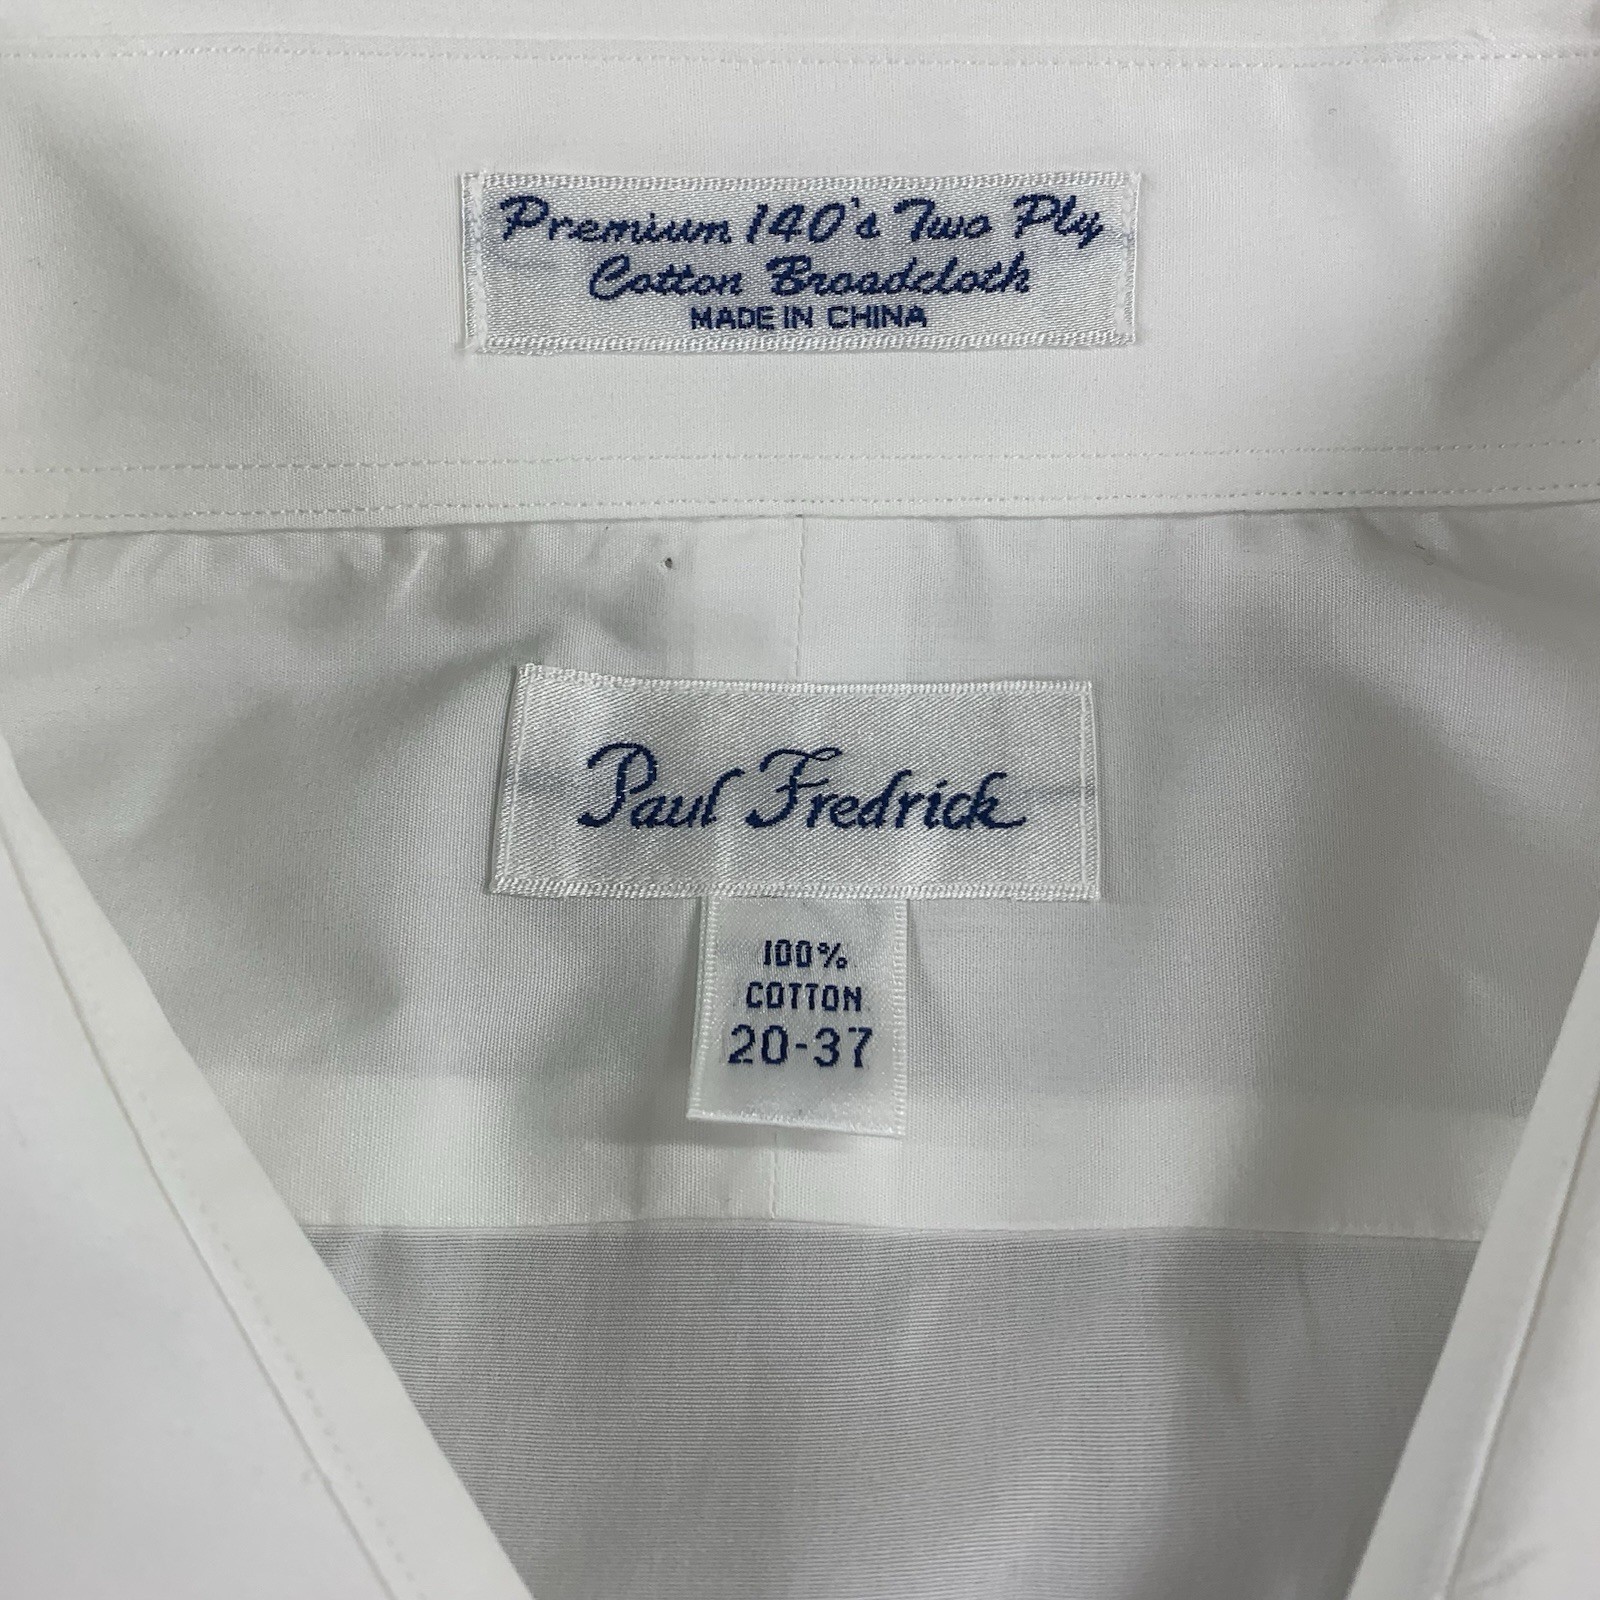 Premium 140's Two Ply
Cotton Broadcloth
MADE IN CHINA
Paul Fredrick
100%
COTTON
20-37